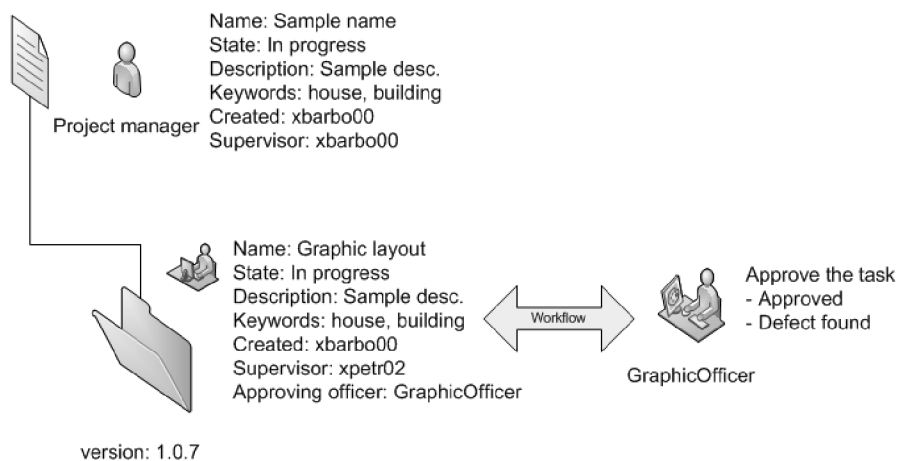 Name: Sample name
State: In progress
Description: Sample desc.
Keywords: house, building
Created: xbarbo00
Supervisor: xbarbo00
Project manager
Name: Graphic layout
State: In progress
Description: Sample desc.
Keywords: house, building
Created: xbarbo00
Supervisor: xpetr02
Approving officer: GraphicOfficer
Workflow
Approve the task
- Approved
- Defect found
GraphicOfficer
version: 1.0.7